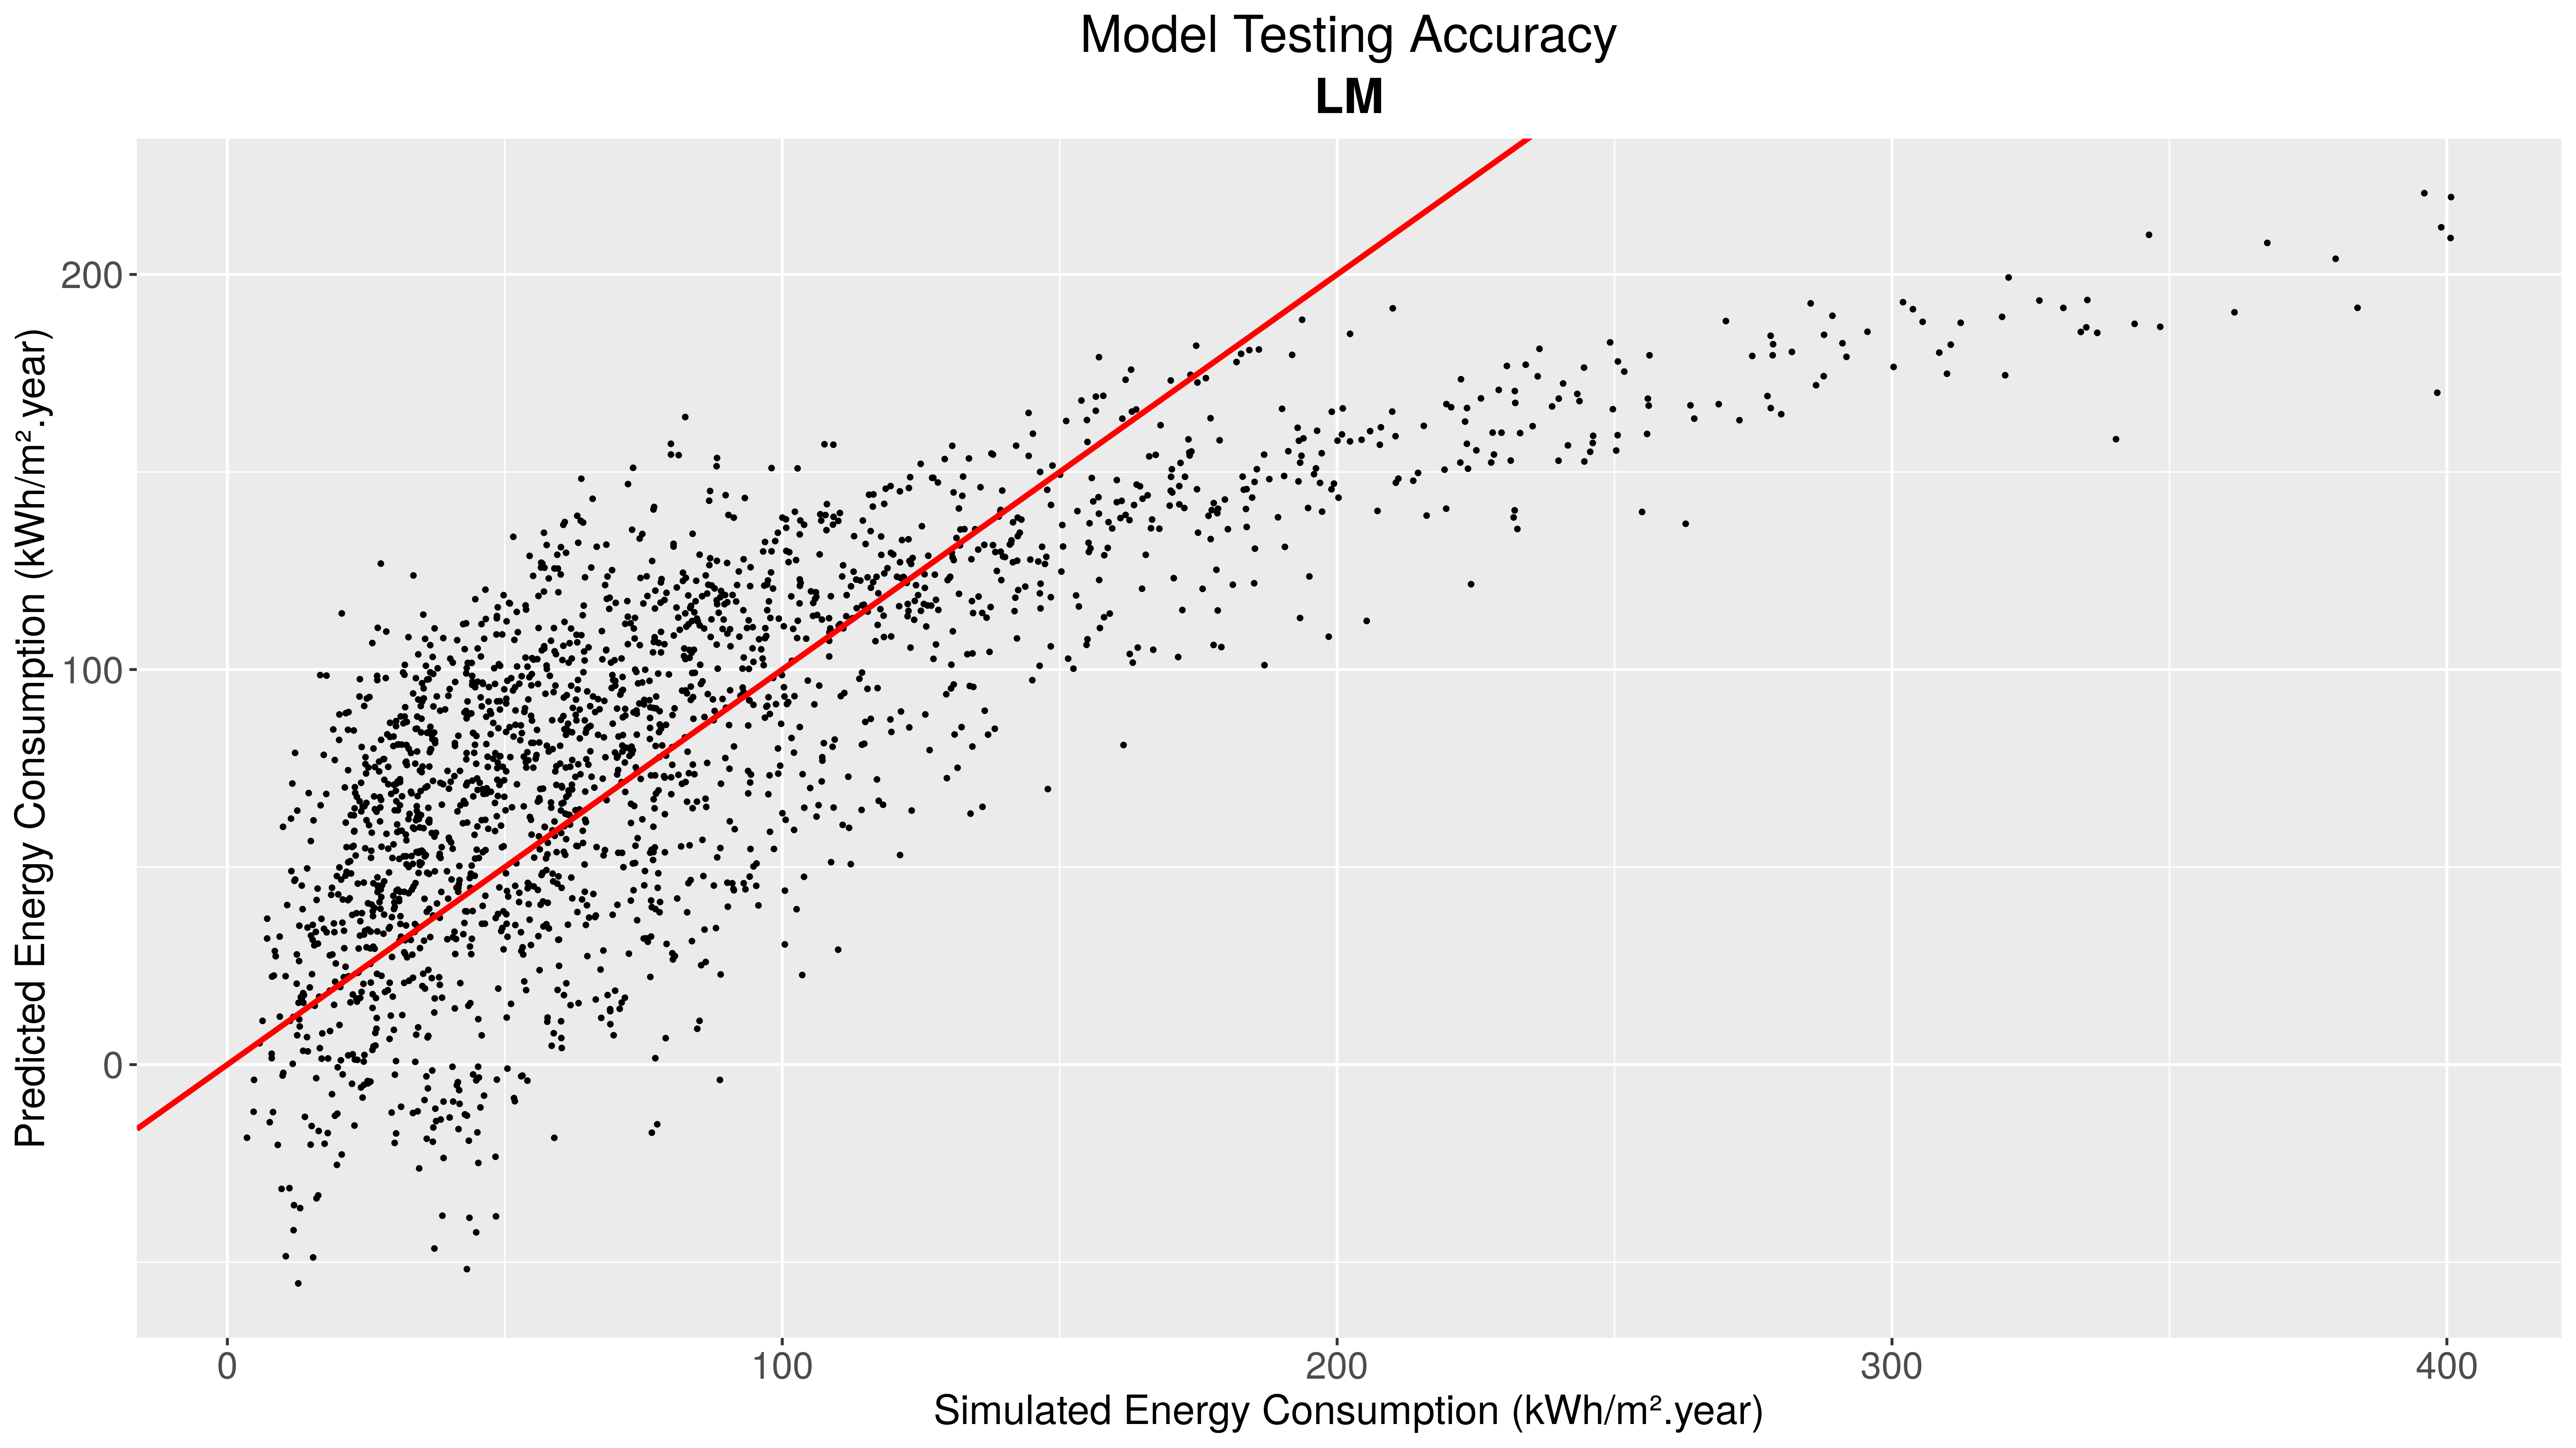 Model Testing Accuracy
LM
Predicted Energy Consumption (kWh/m².year)
200
100
0
0 100 200 300 400
Simulated Energy Consumption (kWh/m².year)